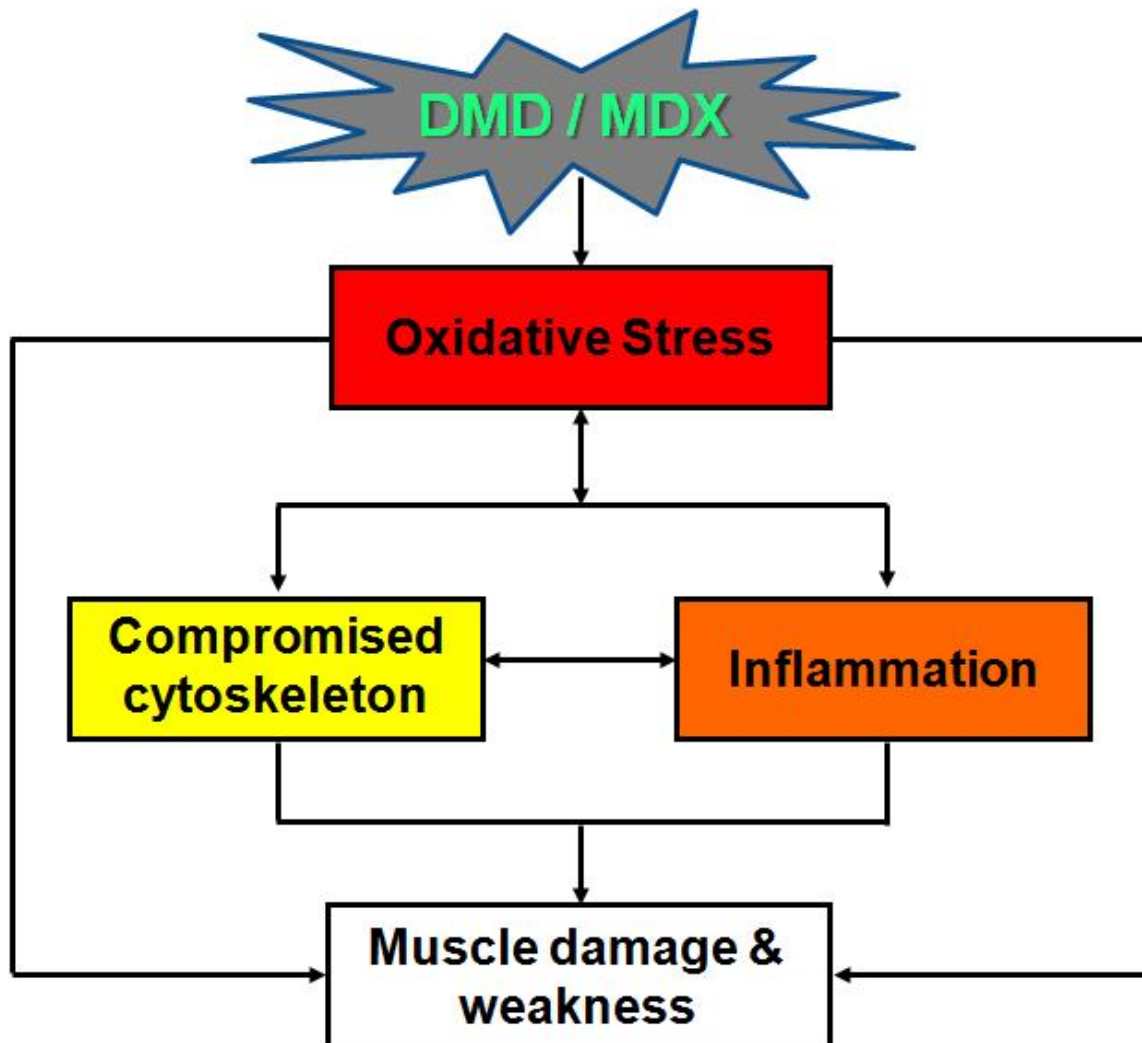 DMD / MDX
Oxidative Stress
Compromised
cytoskeleton
Inflammation
Muscle damage &
weakness